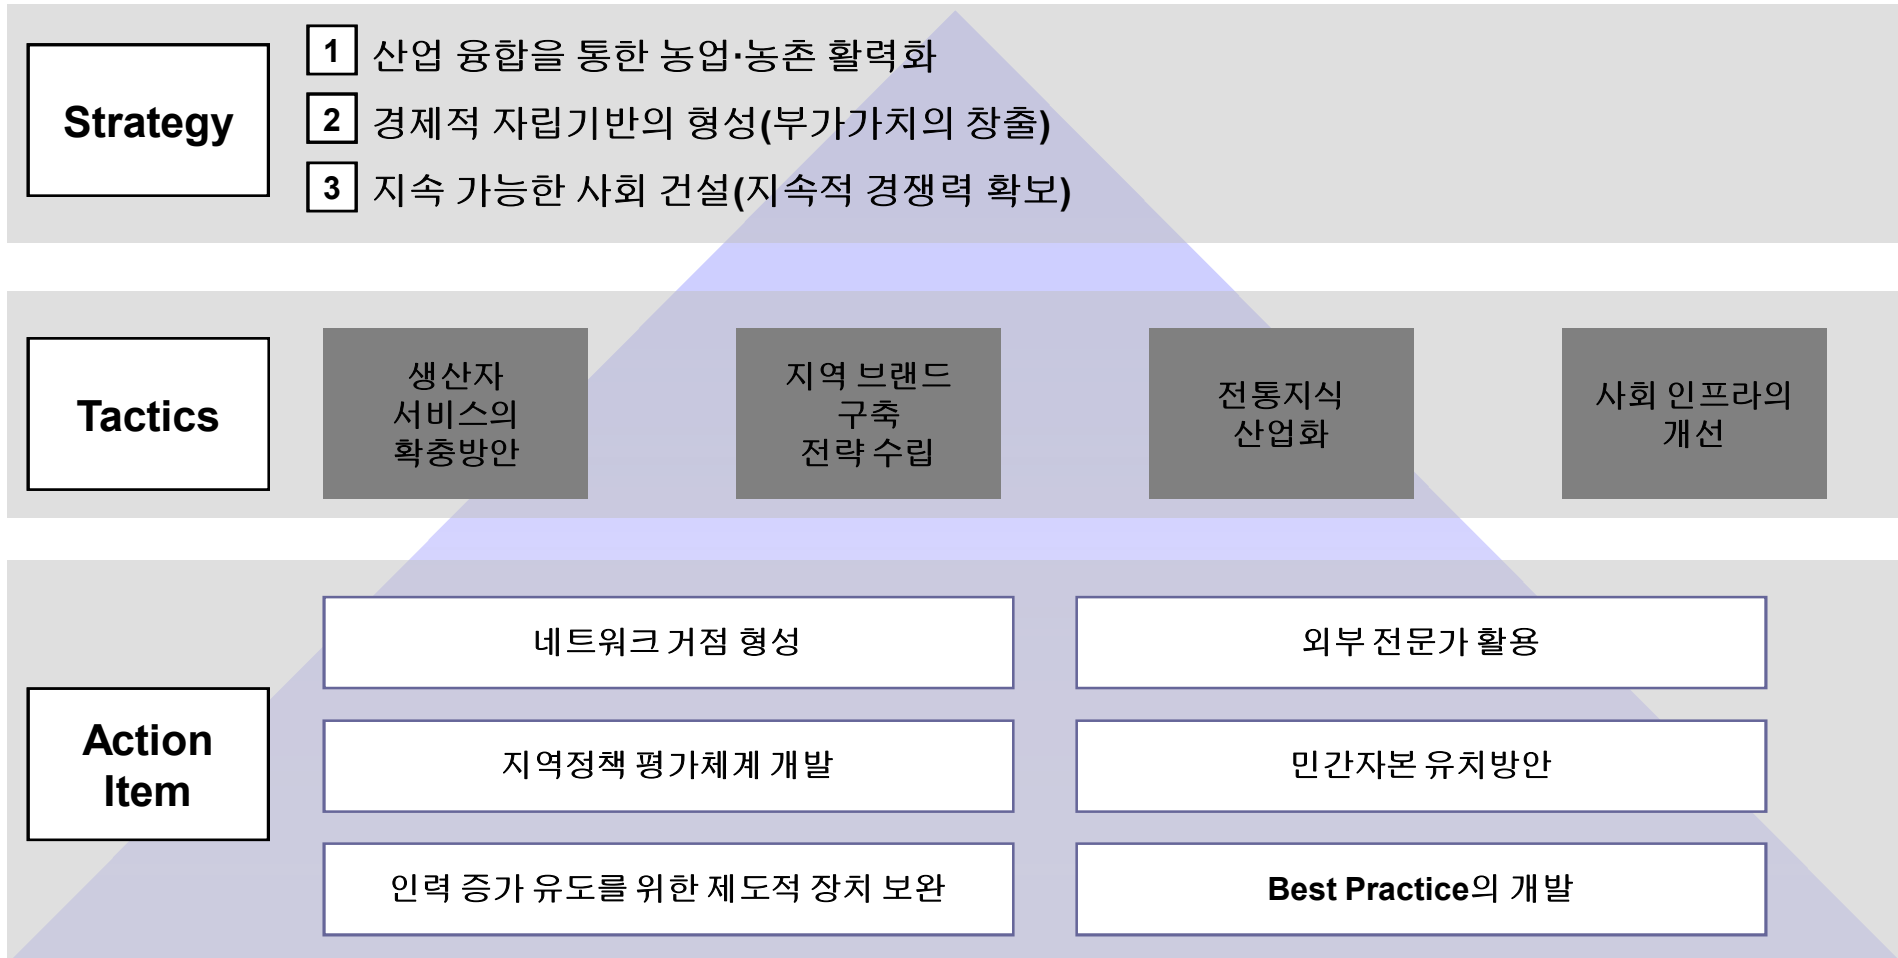 Strategy
1 산업 융합을 통한 농업·농촌 활력화
2 경제적 자립기반의 형성(부가가치의 창출)
3 지속 가능한 사회 건설(지속적 경쟁력 확보)
Tactics
생산자
서비스의
확충방안
지역 브랜드
구축
전략 수립
전통지식
산업화
사회 인프라의
개선
Action
Item
네트워크 거점 형성
외부 전문가 활용
지역정책 평가체계 개발
민간자본 유치방안
인력 증가 유도를 위한 제도적 장치 보완
Best Practice의 개발